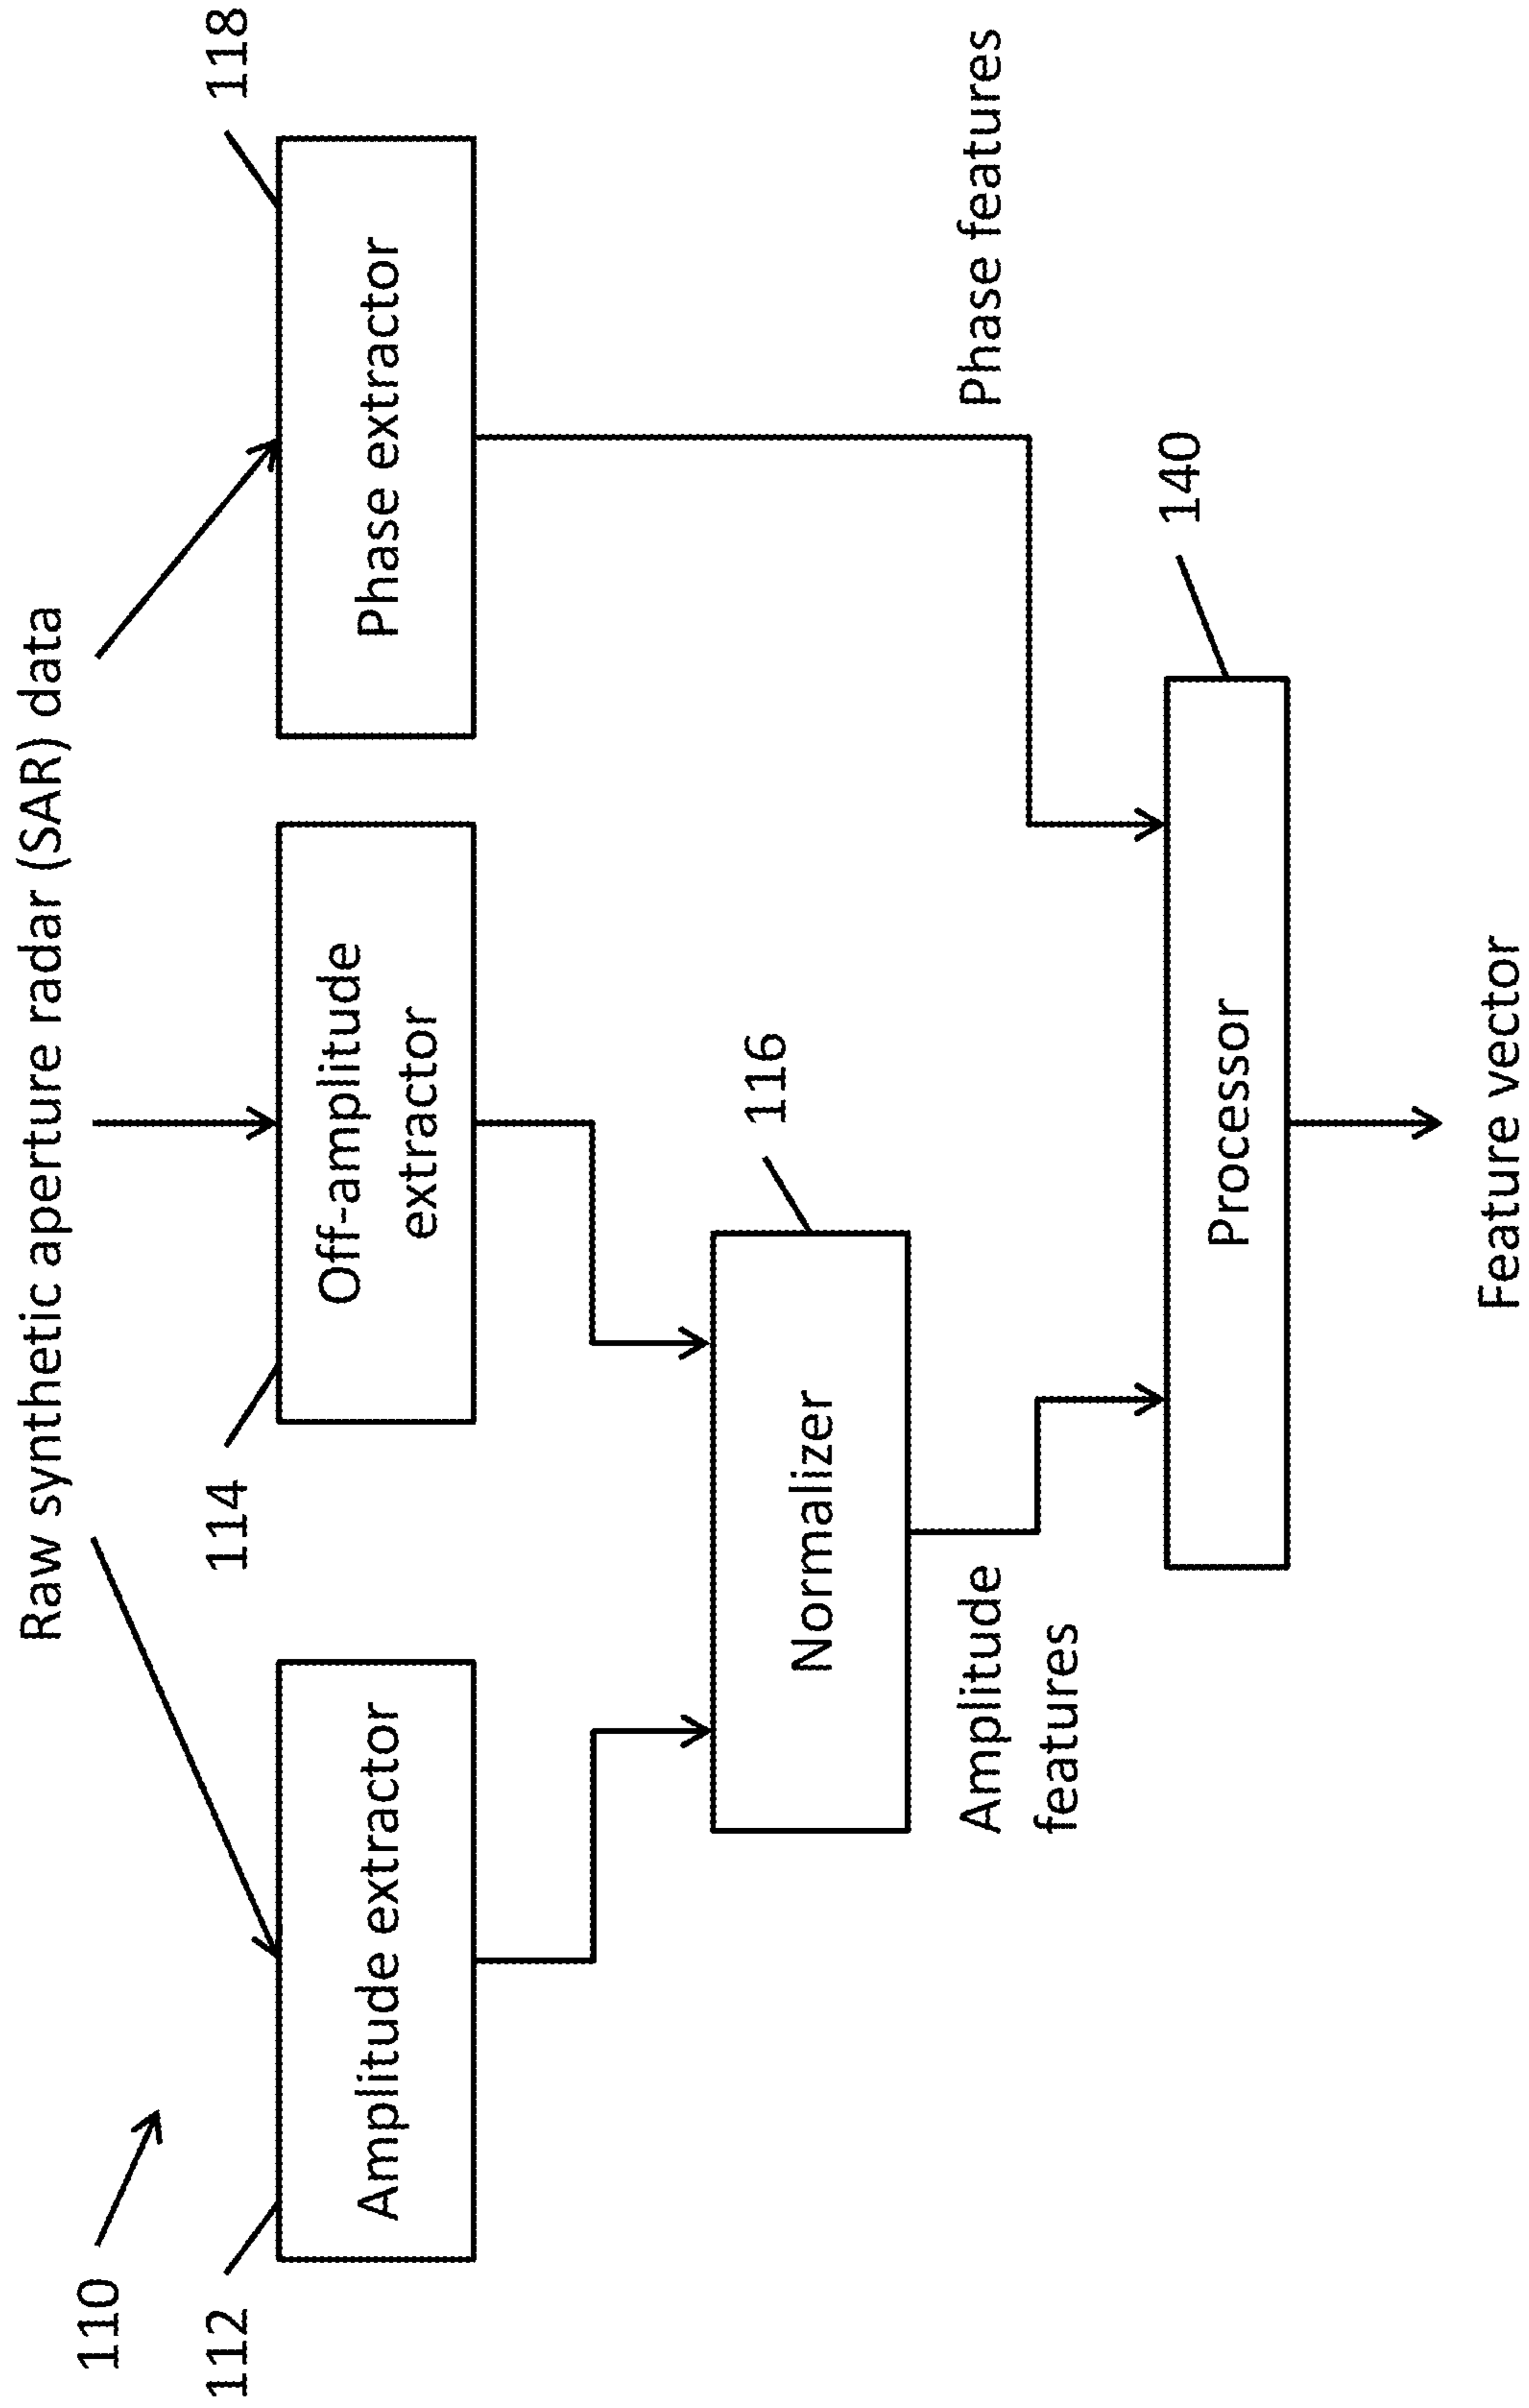 Raw synthetic aperture radar (SAR) data
110
112
Amplitude extractor
114
Off-amplitude
extractor
118
Phase extractor
116
Normalizer
Amplitude
features
Phase features
140
Processor
Feature vector